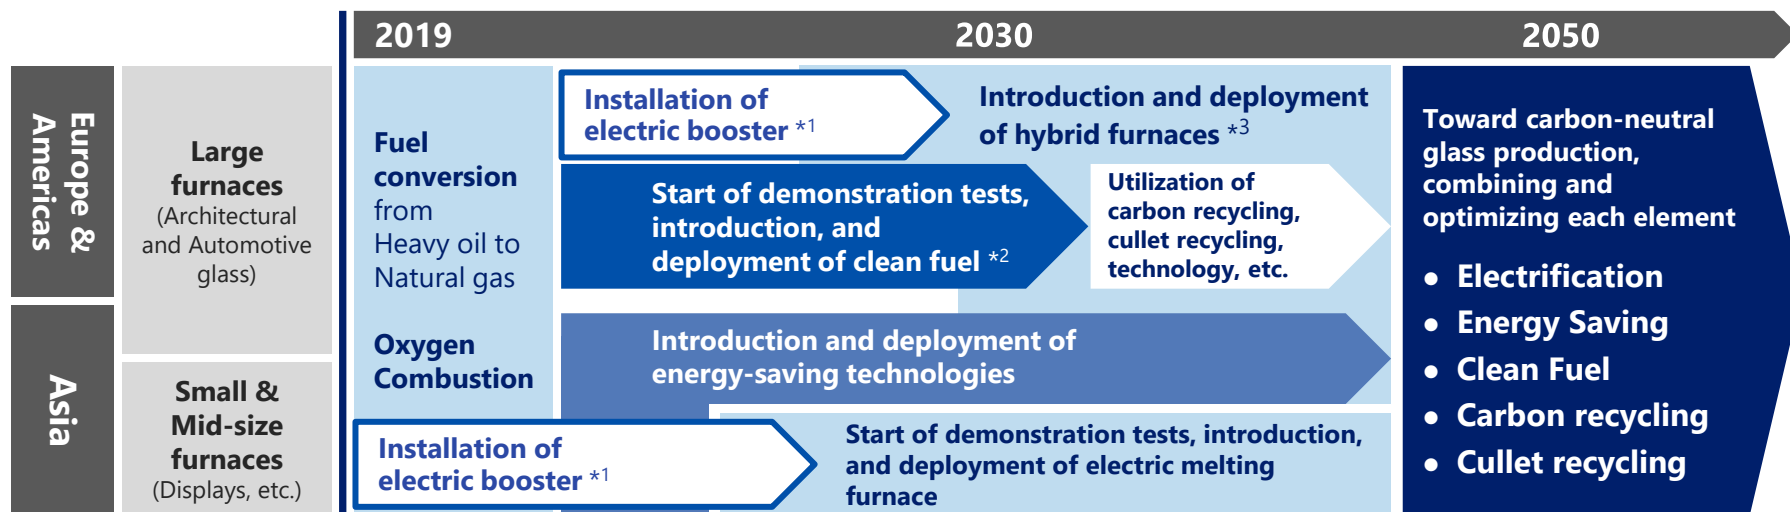 2019
2030
2050
Europe &
Americas
Asia
Large
furnaces
(Architectural
and Automotive
glass)
Small &
Mid-size
furnaces
(Displays, etc.)
Fuel
conversion
from
Heavy oil to
Natural gas
Oxygen
Combustion
Installation of
electric booster *1
Introduction and deployment
of hybrid furnaces *3
Start of demonstration tests,
introduction, and
deployment of clean fuel *2
Utilization of
carbon recycling,
cullet recycling,
technology, etc.
Introduction and deployment of
energy-saving technologies
Installation of
electric booster *1
Start of demonstration tests, introduction,
and deployment of electric melting
furnace
Toward carbon-neutral
glass production,
combining and
optimizing each element
● Electrification
● Energy Saving
● Clean Fuel
● Carbon recycling
● Cullet recycling